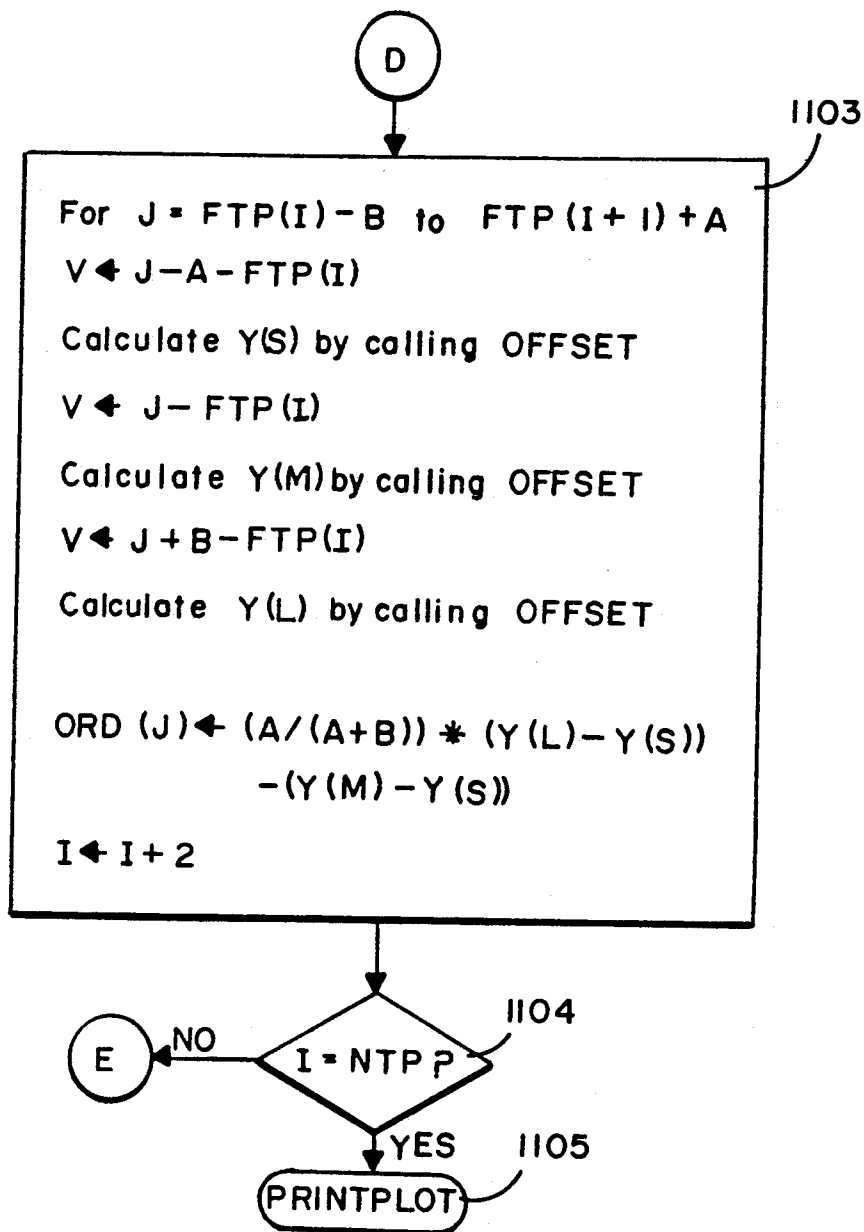 D
1103
For J = FTP(I) - B to FTP (I + 1) + A
V ← J - A - FTP(I)
Calculate Y(S) by calling OFFSET
V ← J - FTP(I)
Calculate Y(M) by calling OFFSET
V ← J + B - FTP(I)
Calculate Y(L) by calling OFFSET
ORD (J) ← (A/(A+B)) * (Y(L) - Y(S))
-(Y(M) - Y(S))
I ← I + 2
1104
E
NO
I = NTP ?
YES
1105
PRINTPLOT